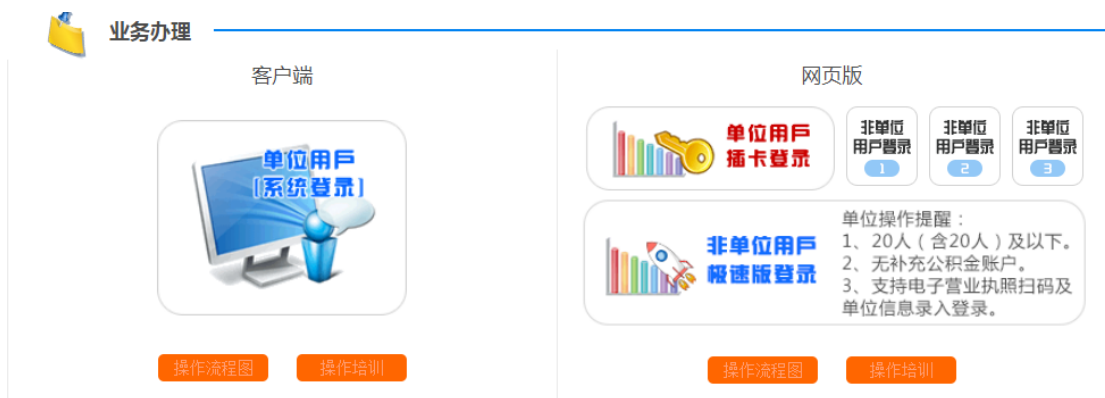 业务办理
客户端
单位用户
[系统登录]
操作流程图
操作培训
网页版
单位用户
插卡登录
非单位
用户登录
1
非单位
用户登录
2
非单位
用户登录
3
非单位用户
极速版登录
单位操作提醒：
1、20人（含20人）及以下。
2、无补充公积金账户。
3、支持电子营业执照扫码及
单位信息录入登录。
操作流程图
操作培训